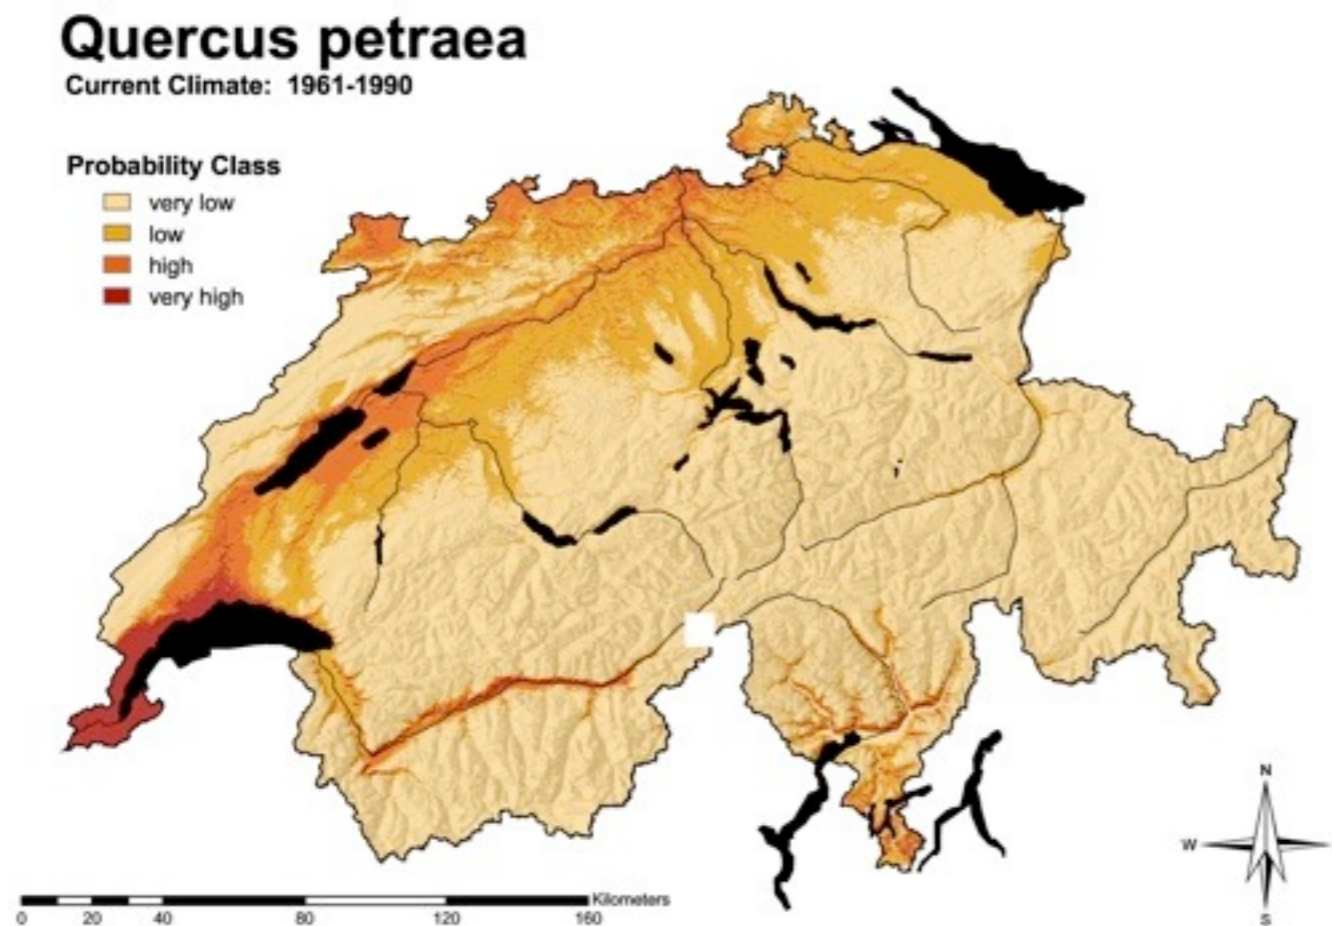 Quercus petraea
Current Climate: 1961-1990
Probability Class
very low
low
high
very high
N
W
S
Kilometers
0 20 40 80 120 160